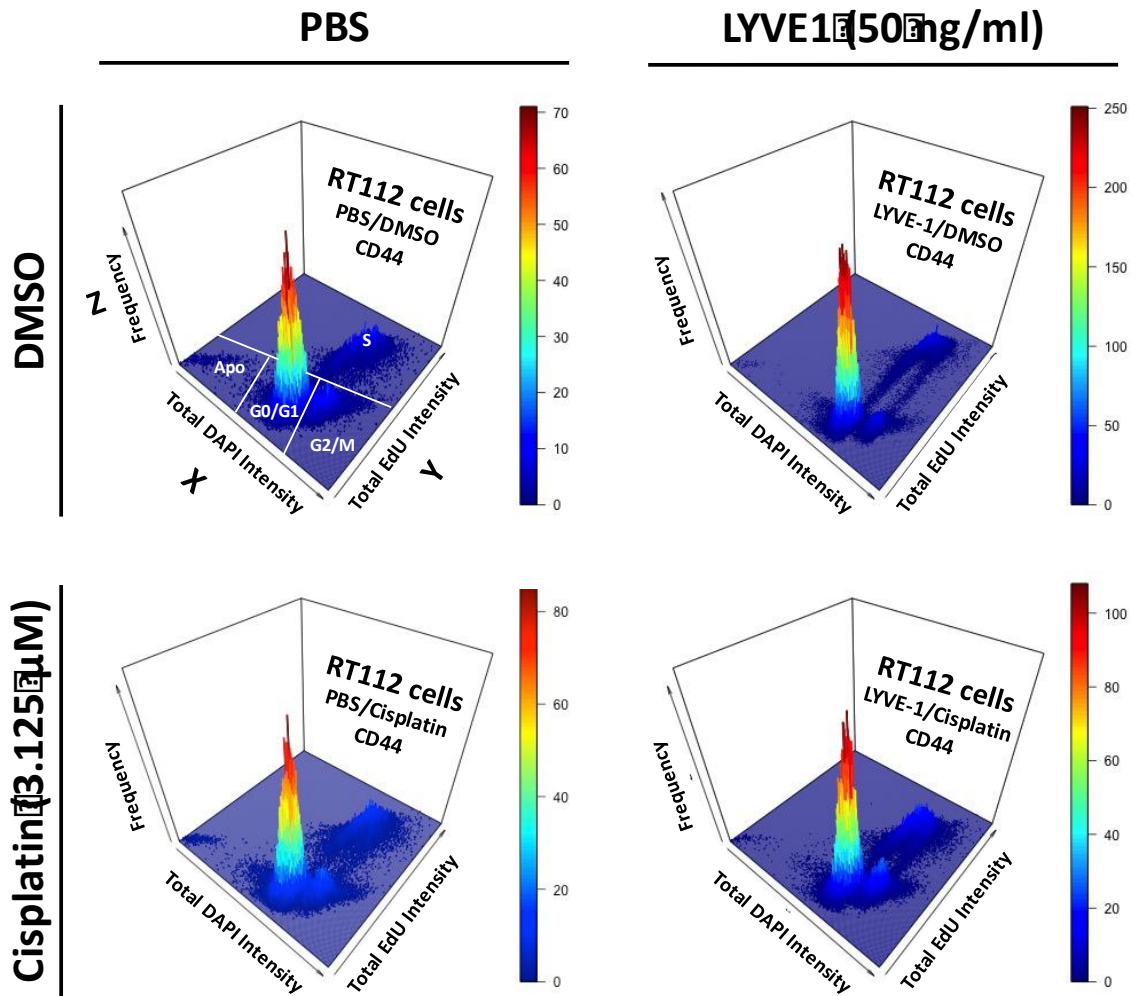 PBS
LYVE1 (50 ng/ml)
DMSO
Cisplatin (3.125 µM)
RT112 cells
PBS/DMSO
CD44
Z
Frequency
Apo
G0/G1
G2/M
S
Total DAPI Intensity
X
Total EdU Intensity
Y
70
60
50
40
30
20
10
0
RT112 cells
LYVE-1/DMSO
CD44
Frequency
Total DAPI Intensity
Total EdU Intensity
250
200
150
100
50
0
RT112 cells
PBS/Cisplatin
CD44
Frequency
Total DAPI Intensity
Total EdU Intensity
80
60
40
20
0
RT112 cells
LYVE-1/Cisplatin
CD44
Frequency
Total DAPI Intensity
Total EdU Intensity
100
80
60
40
20
0